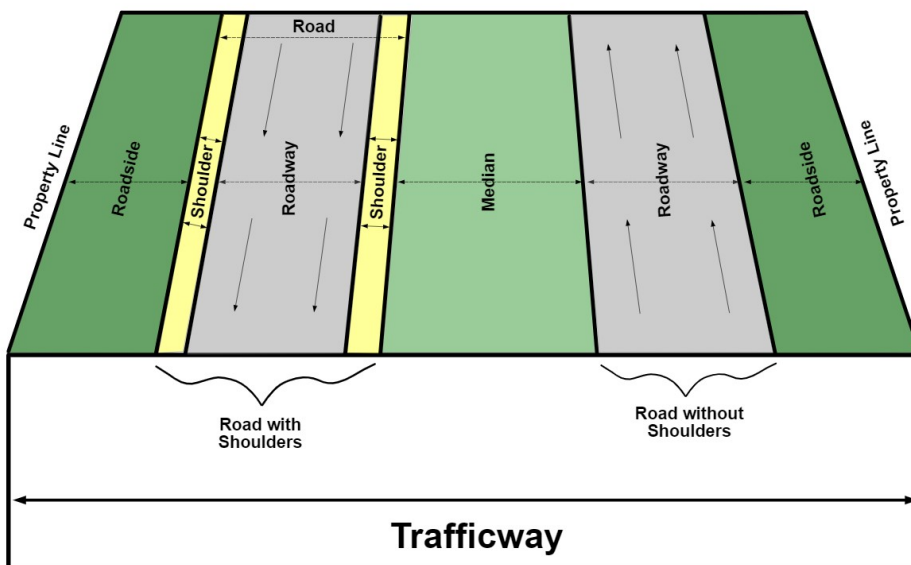 Road
Property Line
Roadside
Shoulder
Roadway
Shoulder
Median
Roadway
Roadside
Property Line
Road with
Shoulders
Road without
Shoulders
Trafficway